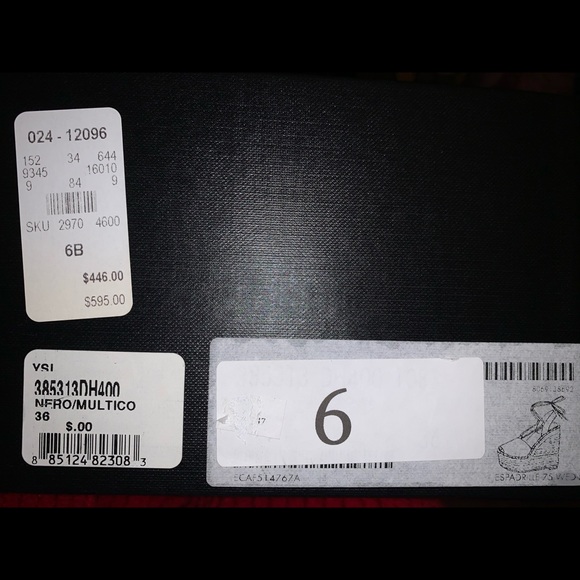 024 - 12096
152 34 644
9345 16010
9 84 9
SKU 2970 4600
6B
$446.00
$595.00
YSL
385313DH400
NERO/MULTICO
36
$.00
8 85124 82308 3
6
ECAF514767A
ESPADRILLE 75